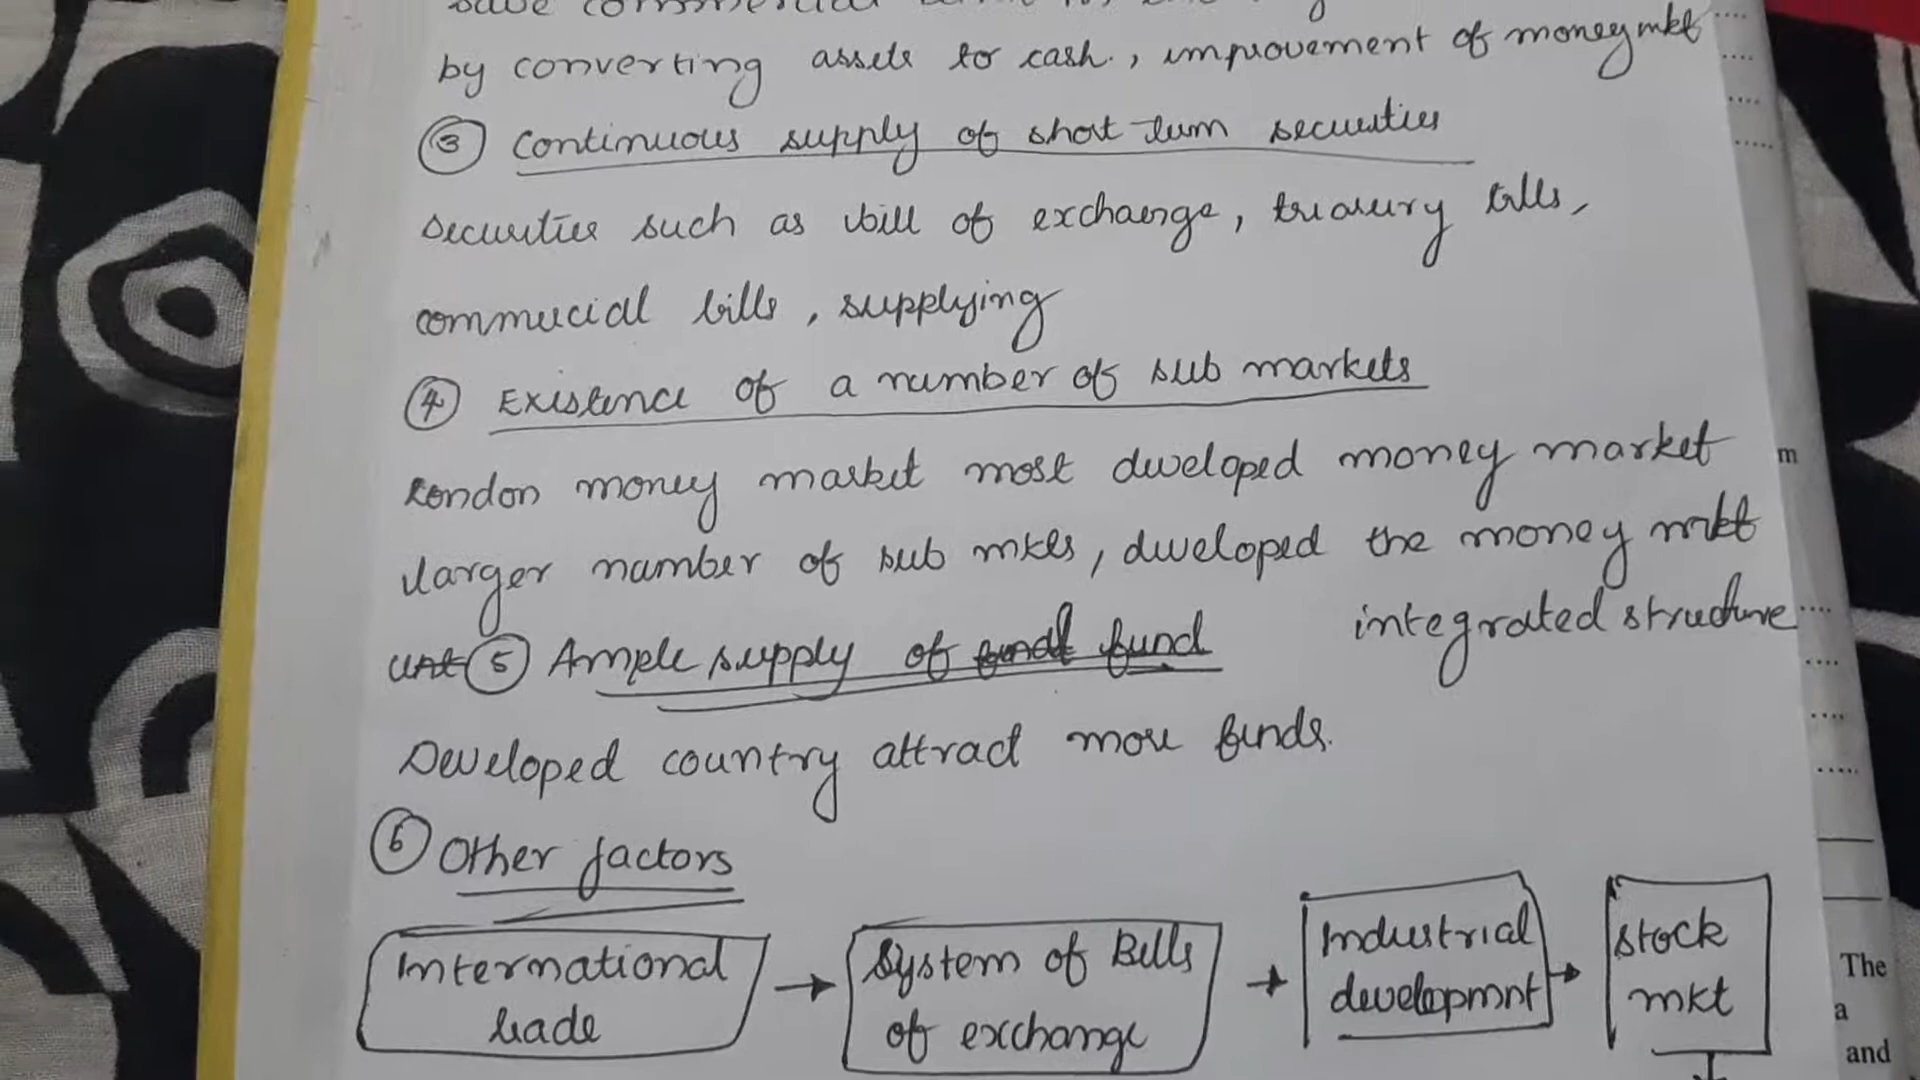 by converting assets to cash., improvement of money mkt
③ Continuous supply of short term securities
Securities such as bill of exchange, treasury bills,
commercial bills, supplying
④ Existence of a number of sub markets
London money market most developed money market
larger number of sub mkts, developed the money mkt
integrated structure
⑤ Ample supply of fund
Developed country attract more funds.
⑥ Other factors
International trade
→ System of Bills of exchange
→ Industrial developmnt
→ Stock mkt
m
The
a
and